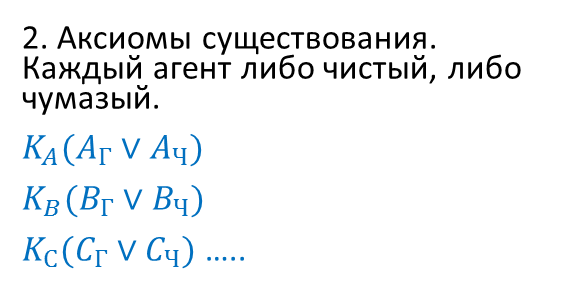 2. Аксиомы существования.
Каждый агент либо чистый, либо
чумазый.
K_A(A_Г ∨ A_Ч)
K_B(B_Г ∨ B_Ч)
K_C(C_Г ∨ C_Ч) .....